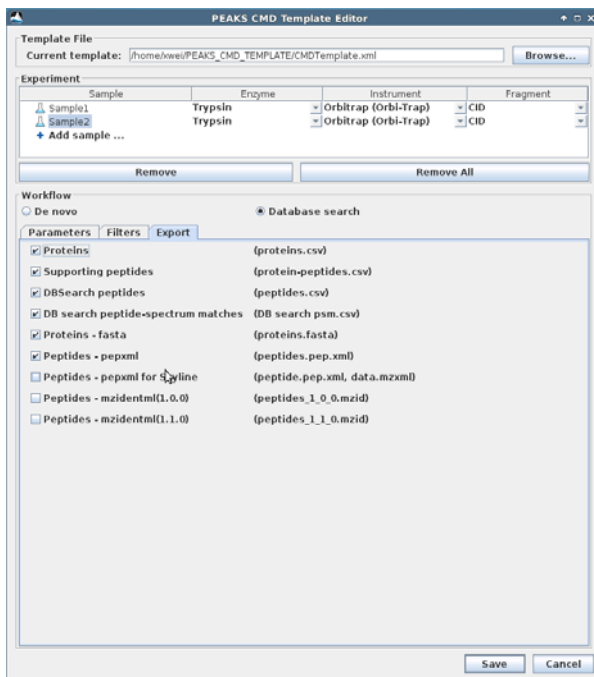 PEAKS CMD Template Editor
Template File
Current template: /home/xwei/PEAKS_CMD_TEMPLATE/CMDTemplate.xml Browse...
Experiment
Sample Enzyme Instrument Fragment
Sample1 Trypsin Orbitrap (Orbi-Trap) CID
Sample2 Trypsin Orbitrap (Orbi-Trap) CID
+ Add sample ...
Remove Remove All
Workflow
De novo Database search
Parameters Filters Export
Proteins (proteins.csv)
Supporting peptides (protein-peptides.csv)
DBSearch peptides (peptides.csv)
DB search peptide-spectrum matches (DB search psm.csv)
Proteins - fasta (proteins.fasta)
Peptides - pepxml (peptides.pep.xml)
Peptides - pepxml for Skyline (peptide.pep.xml, data.mzxml)
Peptides - mzidentml(1.0.0) (peptides_1_0_0.mzid)
Peptides - mzidentml(1.1.0) (peptides_1_1_0.mzid)
Save Cancel